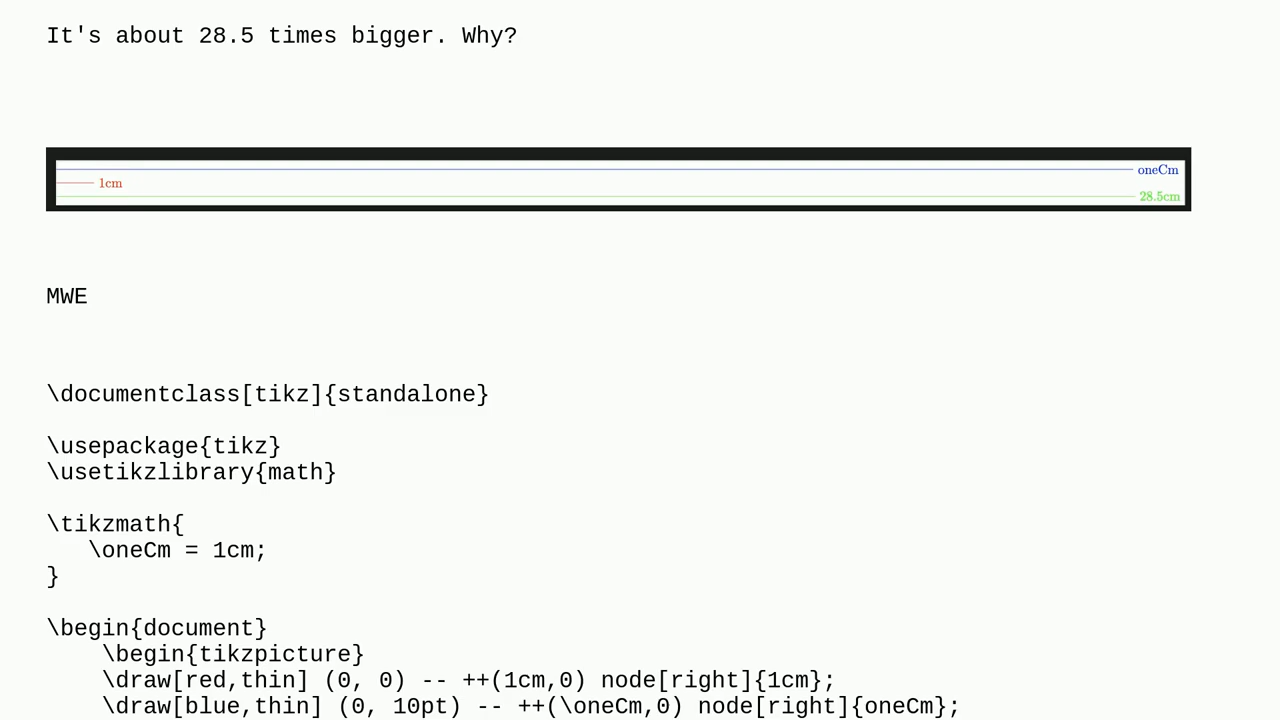 It's about 28.5 times bigger. Why?
oneCm
1cm
28.5cm
MWE
\documentclass[tikz]{standalone}
\usepackage{tikz}
\usetikzlibrary{math}
\tikzmath{
   \oneCm = 1cm;
}
\begin{document}
    \begin{tikzpicture}
    \draw[red,thin] (0, 0) -- ++(1cm,0) node[right]{1cm};
    \draw[blue,thin] (0, 10pt) -- ++(\oneCm,0) node[right]{oneCm};